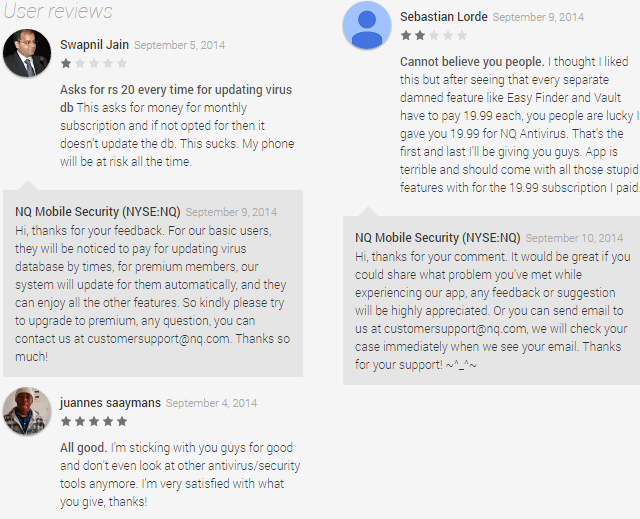 User reviews
Swapnil Jain September 5, 2014
Asks for rs 20 every time for updating virus
db This asks for money for monthly
subscription and if not opted for then it
doesn't update the db. This sucks. My phone
will be at risk all the time.
NQ Mobile Security (NYSE:NQ) September 9, 2014
Hi, thanks for your feedback. For our basic users,
they will be noticed to pay for updating virus
database by times, for premium members, our
system will update for them automatically, and they
can enjoy all the other features. So kindly please try
to upgrade to premium, any question, you can
contact us at customersupport@nq.com. Thanks so
much!
juannes saaymans September 4, 2014
All good. I'm sticking with you guys for good
and don't even look at other antivirus/security
tools anymore. I'm very satisfied with what
you give, thanks!
Sebastian Lorde September 9, 2014
Cannot believe you people. I thought I liked
this but after seeing that every separate
damned feature like Easy Finder and Vault
have to pay 19.99 each, you people are lucky I
gave you 19.99 for NQ Antivirus. That's the
first and last I'll be giving you guys. App is
terrible and should come with all those stupid
features with for the 19.99 subscription I paid.
NQ Mobile Security (NYSE:NQ) September 10, 2014
Hi, thanks for your comment. It would be great if you
could share what problem you've met while
experiencing our app, any feedback or suggestion
will be highly appreciated. Or you can send email to
us at customersupport@nq.com, we will check your
case immediately when we see your email. Thanks
for your support! ~^_^~